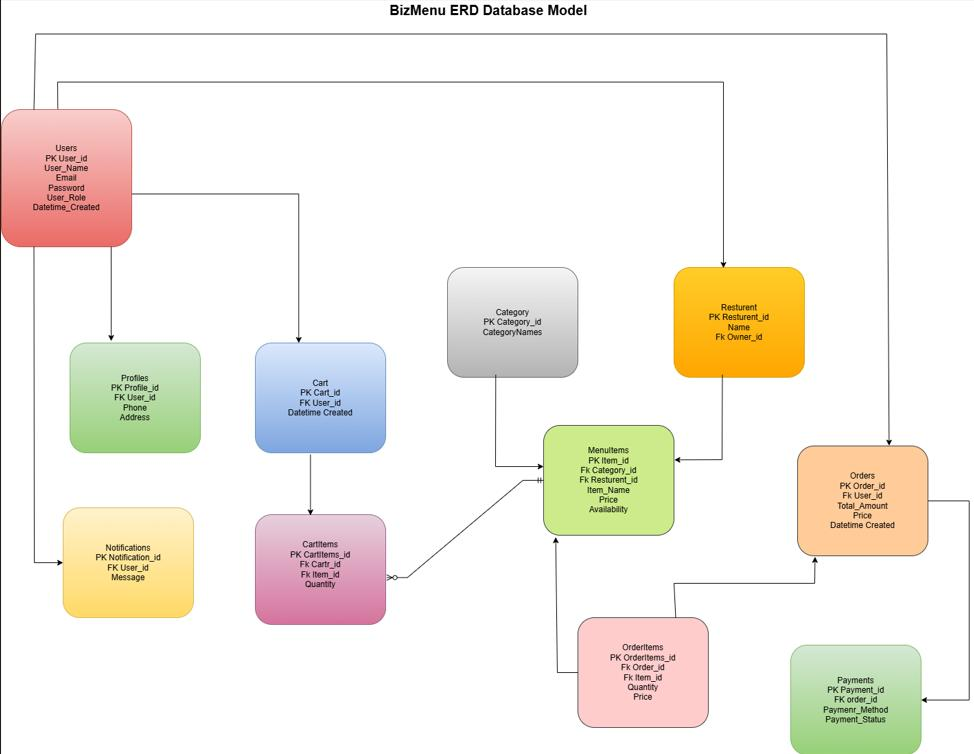 BizMenu ERD Database Model
Users
PK User_id
User_Name
Email
Password
User_Role
Datetime_Created
Category
PK Category_id
CategoryNames
Resturent
PK Resturent_id
Name
Fk Owner_id
Profiles
PK Profile_id
FK User_id
Phone
Address
Cart
PK Cart_id
FK User_id
Datetime Created
MenuItems
PK Item_id
Fk Category_id
Fk Resturent_id
Item_Name
Price
Availability
Orders
PK Order_id
Fk User_id
Total_Amount
Price
Datetime Created
Notifications
PK Notification_id
FK User_id
Message
CartItems
PK CartItems_id
Fk Cartr_id
Fk Item_id
Quantity
OrderItems
PK OrderItems_id
Fk Order_id
Fk Item_id
Quantity
Price
Payments
PK Payment_id
FK order_id
Paymenr_Method
Payment_Status